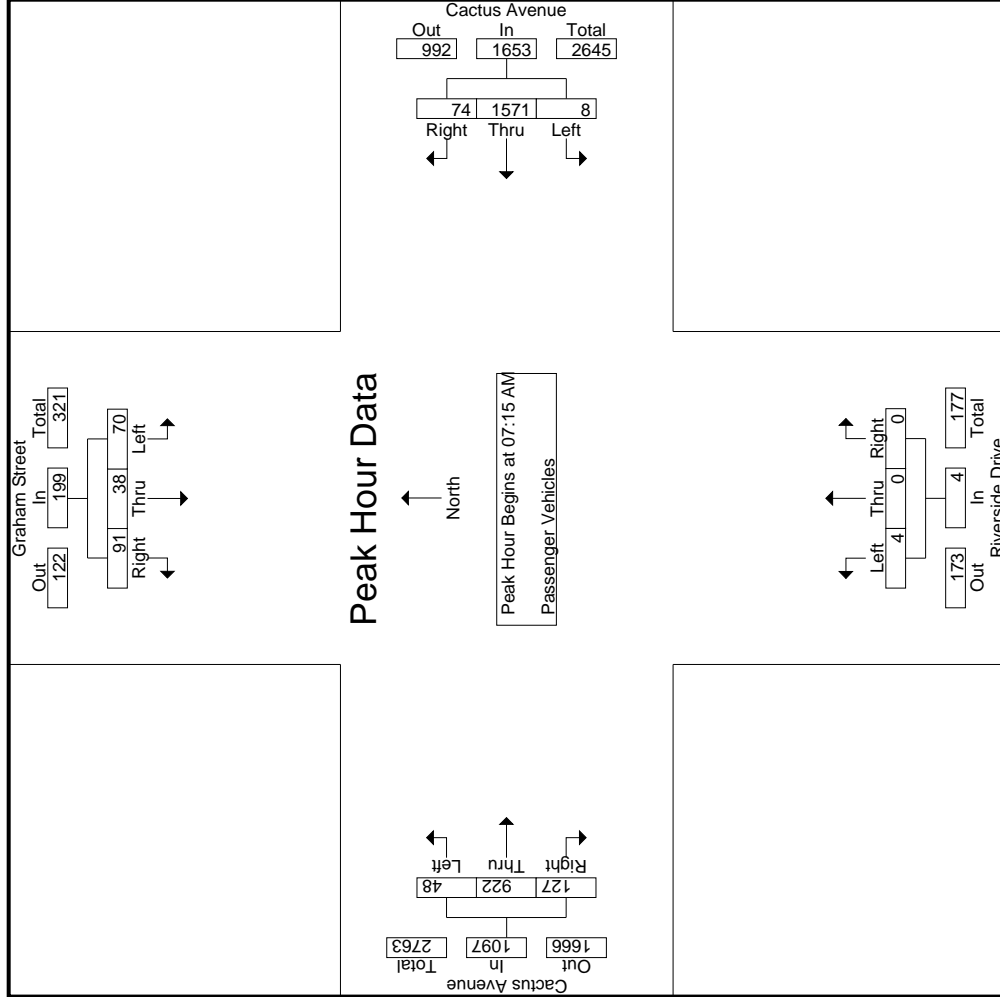 Cactus Avenue
Out In Total
992 1653 2645
74 1571 8
Right Thru Left
Graham Street
Out In Total
122 199 321
91 38 70
Right Thru Left
Peak Hour Data
North
Peak Hour Begins at 07:15 AM
Passenger Vehicles
Left Thru Right
4 0 0
173 4 177
Out In Total
Riverside Drive
Left Thru Right
48 922 127
2763 1097 1666
Total In Out
Cactus Avenue